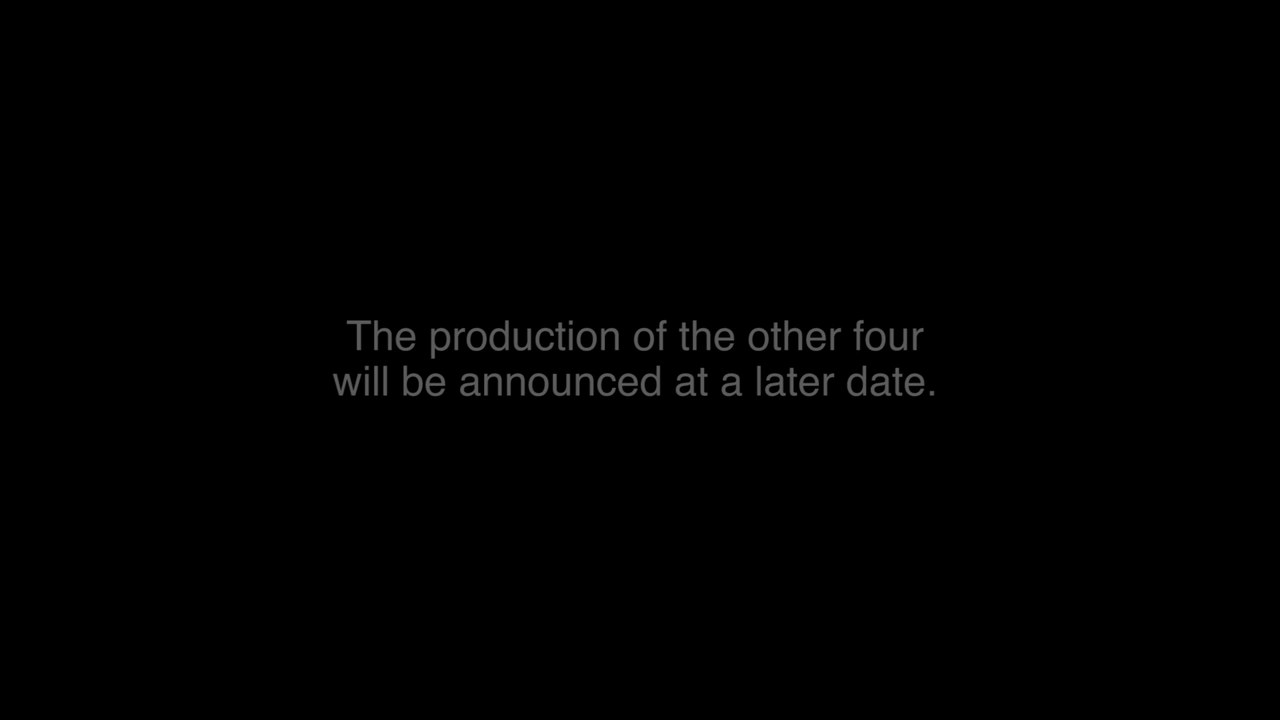 The production of the other four
will be announced at a later date.